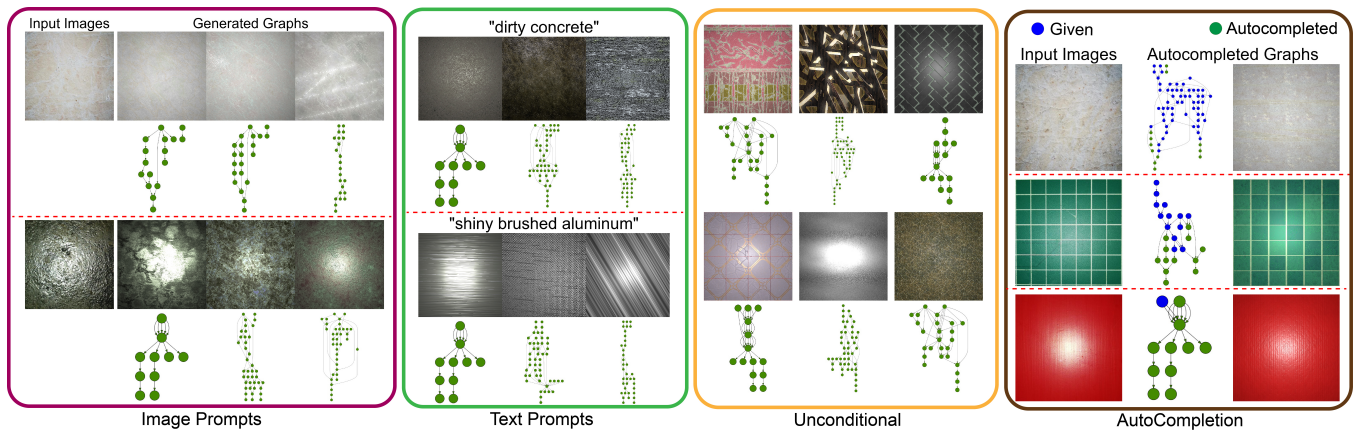 Input Images
Generated Graphs
Image Prompts
"dirty concrete"
"shiny brushed aluminum"
Text Prompts
Unconditional
Given
Autocompleted
Input Images
Autocompleted Graphs
AutoCompletion